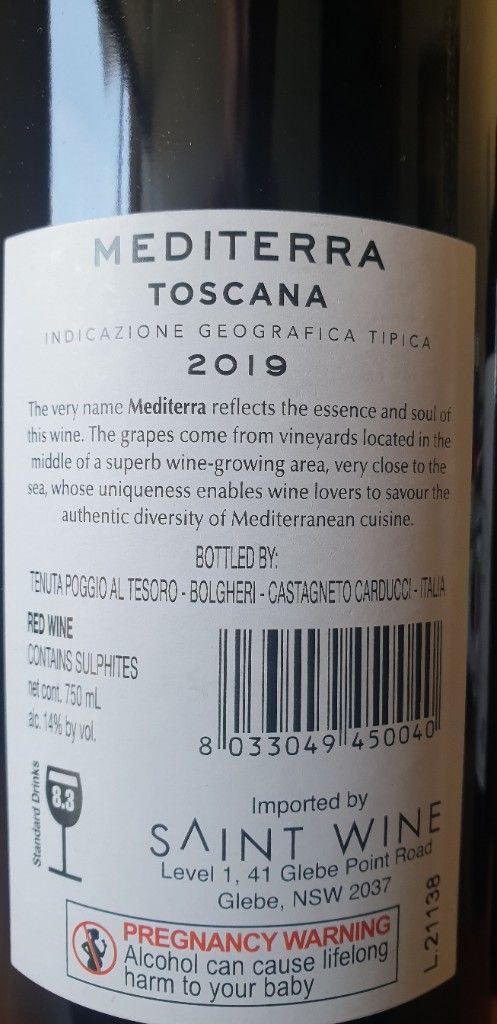 MEDITERRA
TOSCANA
INDICAZIONE GEOGRAFICA TIPICA
2019
The very name Mediterra reflects the essence and soul of
this wine. The grapes come from vineyards located in the
middle of a superb wine-growing area, very close to the
sea, whose uniqueness enables wine lovers to savour the
authentic diversity of Mediterranean cuisine.
BOTTLED BY:
TENUTA POGGIO AL TESORO - BOLGHERI - CASTAGNETO CARDUCCI - ITALIA
RED WINE
CONTAINS SULPHITES
net cont. 750 mL
alc. 14% by vol.
8 033049 450040
Standard Drinks
8.3
Imported by
SAINT WINE
Level 1, 41 Glebe Point Road
Glebe, NSW 2037
L.21138
PREGNANCY WARNING
Alcohol can cause lifelong
harm to your baby